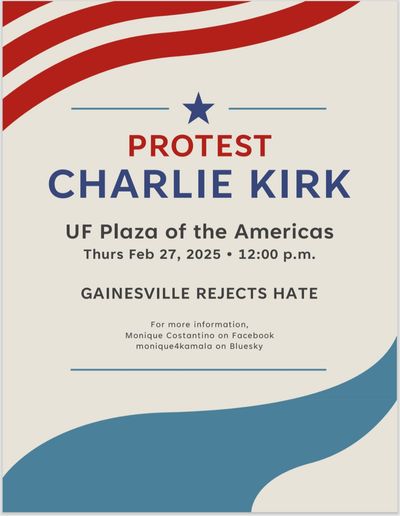 PROTEST
CHARLIE KIRK
UF Plaza of the Americas
Thurs Feb 27, 2025 • 12:00 p.m.
GAINESVILLE REJECTS HATE
For more information,
Monique Costantino on Facebook
monique4kamala on Bluesky